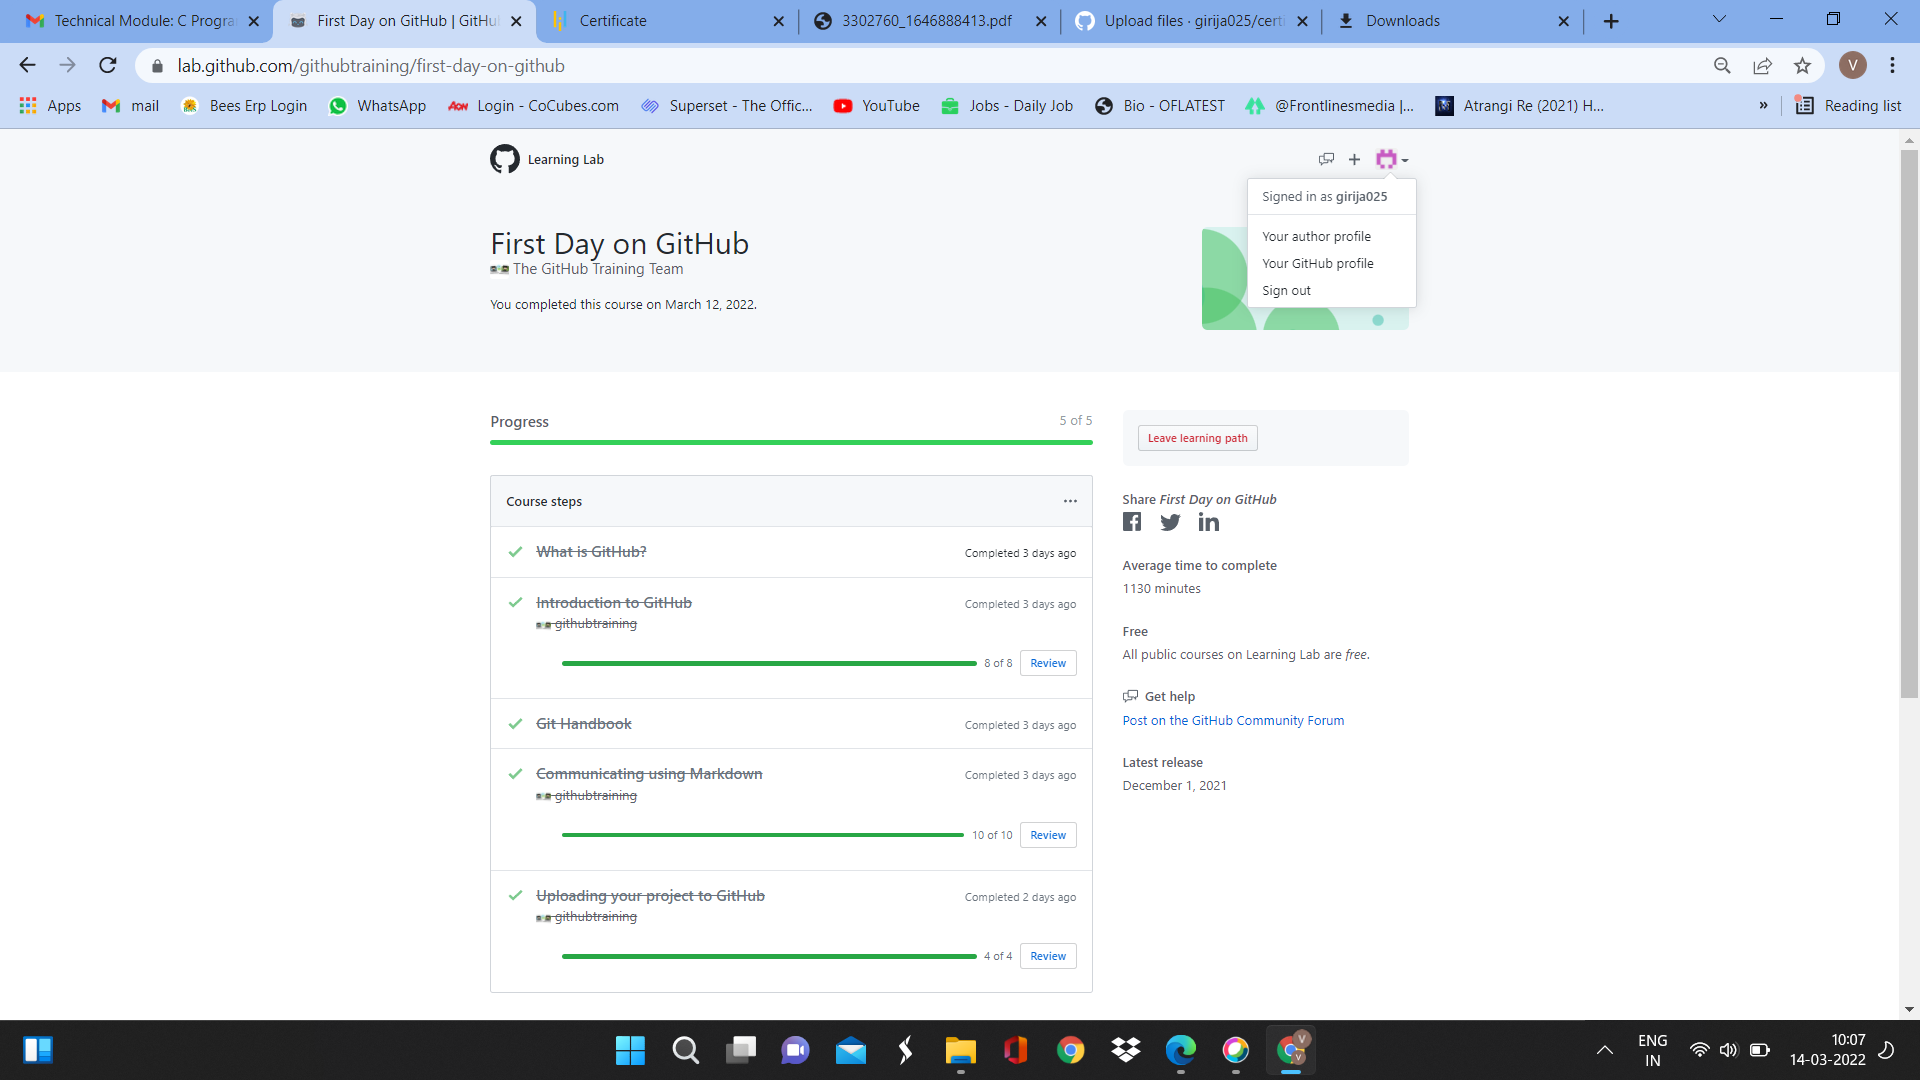 Technical Module: C Progra
First Day on GitHub | GitHu
Certificate
3302760_1646888413.pdf
Upload files · girija025/certi
Downloads
lab.github.com/githubtraining/first-day-on-github
V
Apps
mail
Bees Erp Login
WhatsApp
AON
Login - CoCubes.com
Superset - The Offic...
YouTube
Jobs - Daily Job
Bio - OFLATEST
@Frontlinesmedia |...
Atrangi Re (2021) H...
»
Reading list
Learning Lab
Signed in as girija025
Your author profile
Your GitHub profile
Sign out
First Day on GitHub
The GitHub Training Team
You completed this course on March 12, 2022.
Progress
5 of 5
Leave learning path
Course steps
What is GitHub?
Completed 3 days ago
Introduction to GitHub
Completed 3 days ago
githubtraining
8 of 8
Review
Git Handbook
Completed 3 days ago
Communicating using Markdown
Completed 3 days ago
githubtraining
10 of 10
Review
Uploading your project to GitHub
Completed 2 days ago
githubtraining
4 of 4
Review
Share First Day on GitHub
Average time to complete
1130 minutes
Free
All public courses on Learning Lab are free.
Get help
Post on the GitHub Community Forum
Latest release
December 1, 2021
V
V
ENG
IN
10:07
14-03-2022